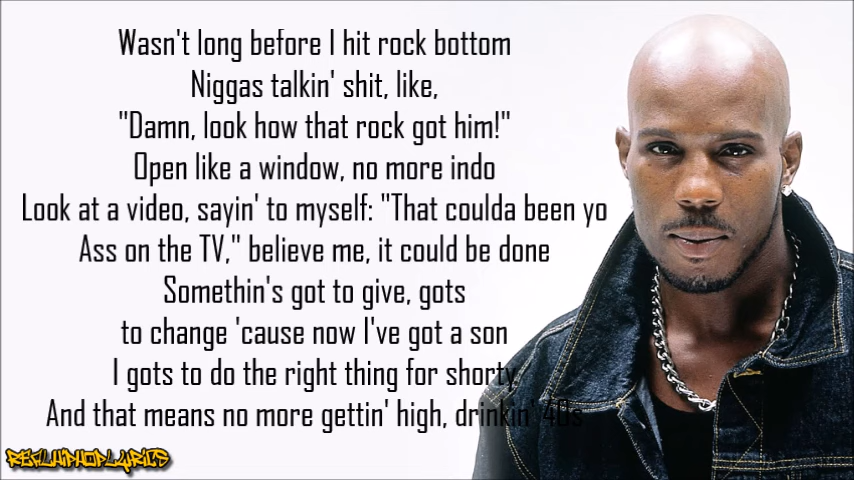 Wasn't long before I hit rock bottom
Niggas talkin' shit, like,
"Damn, look how that rock got him!"
Open like a window, no more indo
Look at a video, sayin' to myself: "That coulda been yo
Ass on the TV," believe me, it could be done
Somethin's got to give, gots
to change 'cause now I've got a son
I gots to do the right thing for shorty
And that means no more gettin' high, drinkin' 40s
REALHIPHOPLYRICS